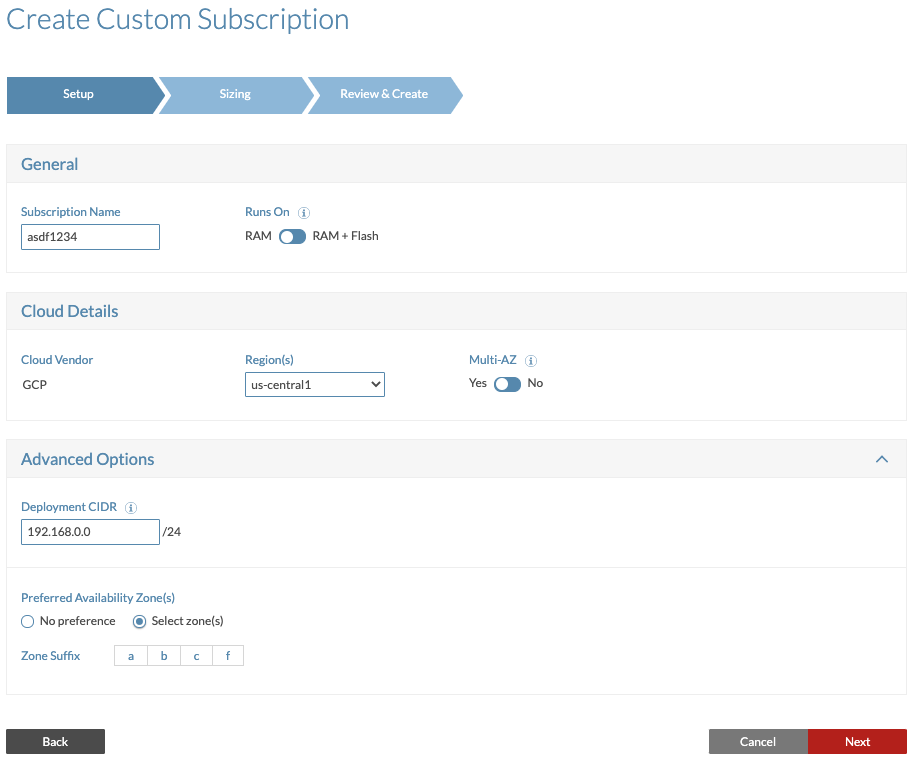 Create Custom Subscription
Setup Sizing Review & Create
General
Subscription Name Runs On
asdf1234 RAM RAM + Flash
Cloud Details
Cloud Vendor Region(s) Multi-AZ
GCP us-central1 Yes No
Advanced Options
Deployment CIDR
192.168.0.0 /24
Preferred Availability Zone(s)
No preference Select zone(s)
Zone Suffix a b c f
Back Cancel Next